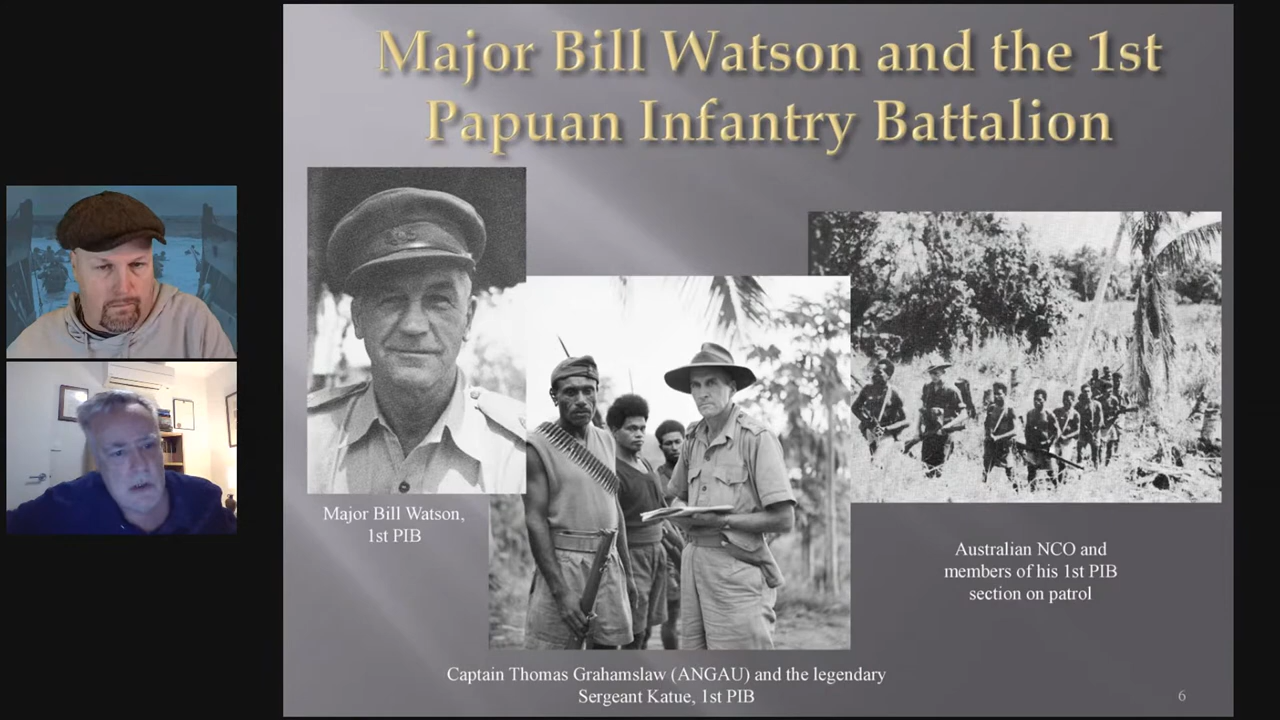 Major Bill Watson and the 1st
Papuan Infantry Battalion
Major Bill Watson,
1st PIB
Australian NCO and
members of his 1st PIB
section on patrol
Captain Thomas Grahamslaw (ANGAU) and the legendary
Sergeant Katue, 1st PIB
6